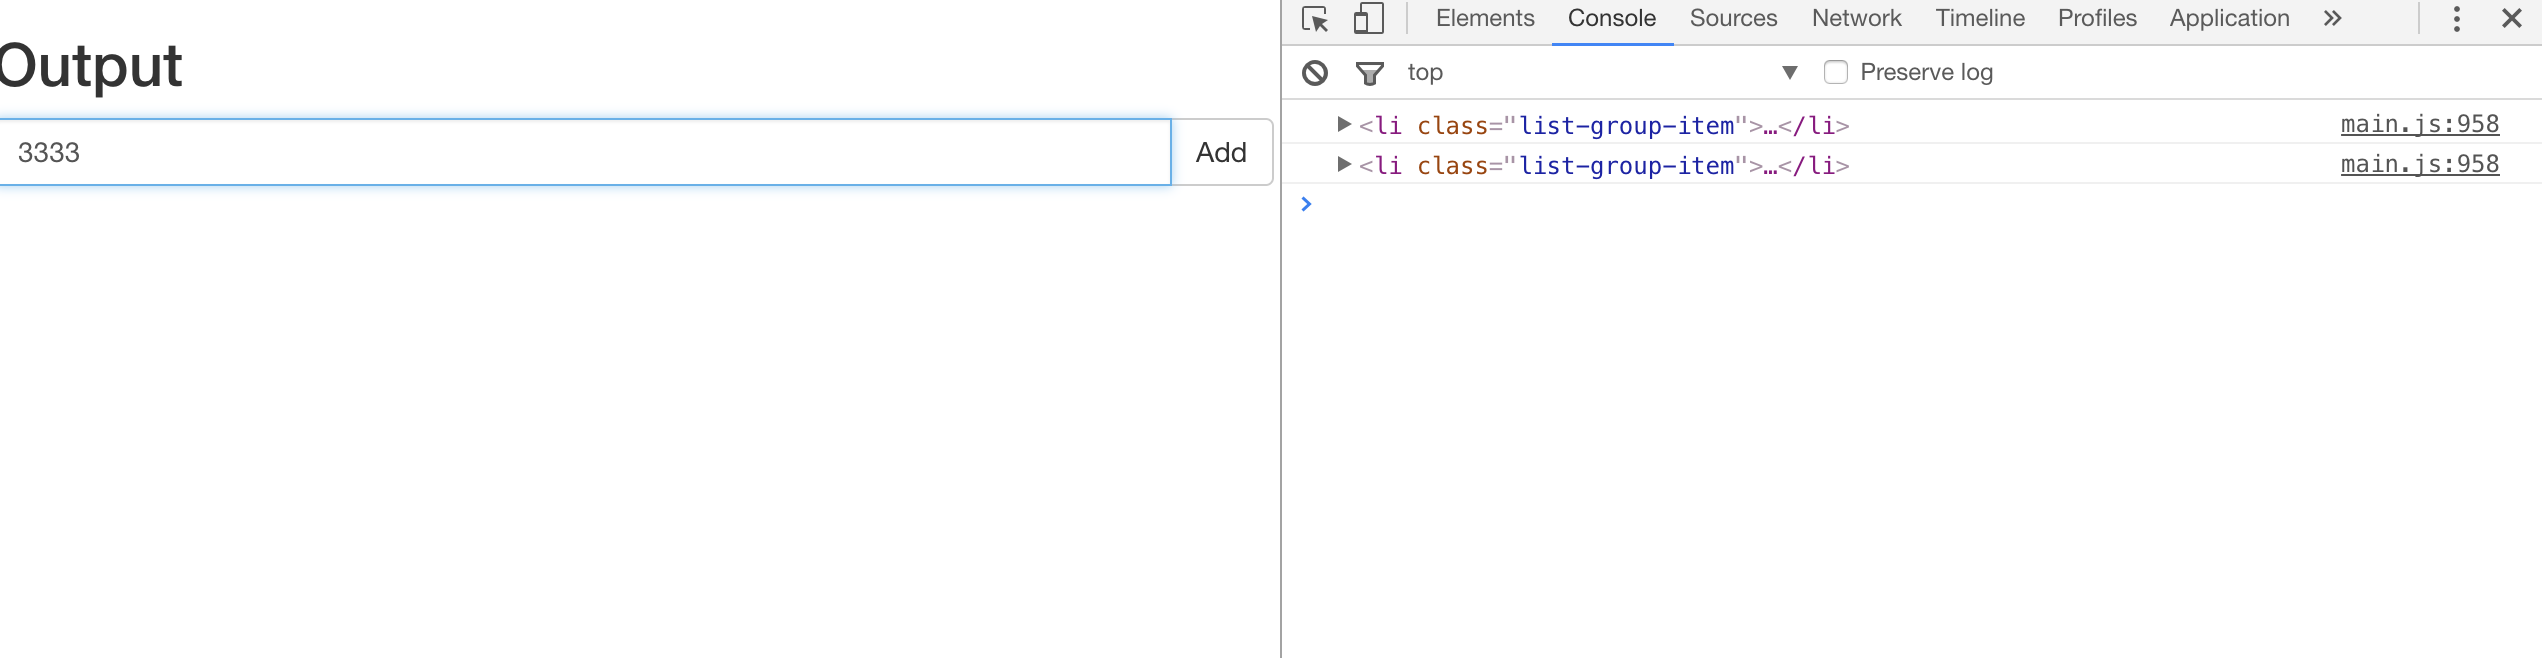 Output
3333
Add
Elements Console Sources Network Timeline Profiles Application »
top ▼ Preserve log
▶<li class="list-group-item">…</li> main.js:958
▶<li class="list-group-item">…</li> main.js:958
>